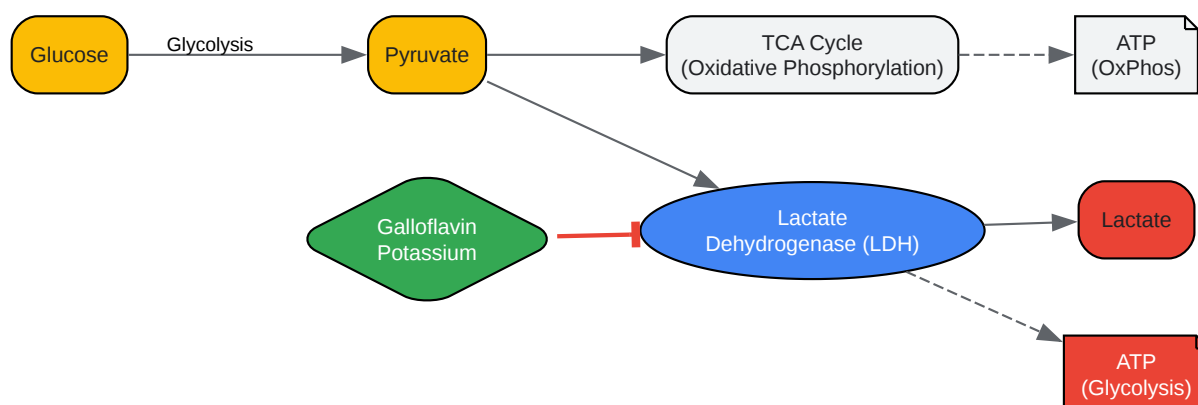 Glucose
Glycolysis
Pyruvate
TCA Cycle
(Oxidative Phosphorylation)
ATP
(OxPhos)
Galloflavin
Potassium
Lactate
Dehydrogenase (LDH)
Lactate
ATP
(Glycolysis)